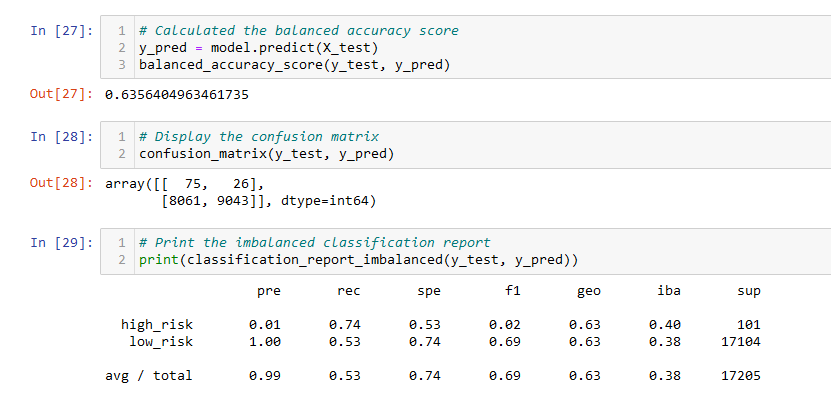 In [27]: 1 # Calculated the balanced accuracy score
2 y_pred = model.predict(X_test)
3 balanced_accuracy_score(y_test, y_pred)
Out[27]: 0.6356404963461735
In [28]: 1 # Display the confusion matrix
2 confusion_matrix(y_test, y_pred)
Out[28]: array([[  75,   26],
[8061, 9043]], dtype=int64)
In [29]: 1 # Print the imbalanced classification report
2 print(classification_report_imbalanced(y_test, y_pred))
pre rec spe f1 geo iba sup
high_risk 0.01 0.74 0.53 0.02 0.63 0.40 101
low_risk 1.00 0.53 0.74 0.69 0.63 0.38 17104
avg / total 0.99 0.53 0.74 0.69 0.63 0.38 17205